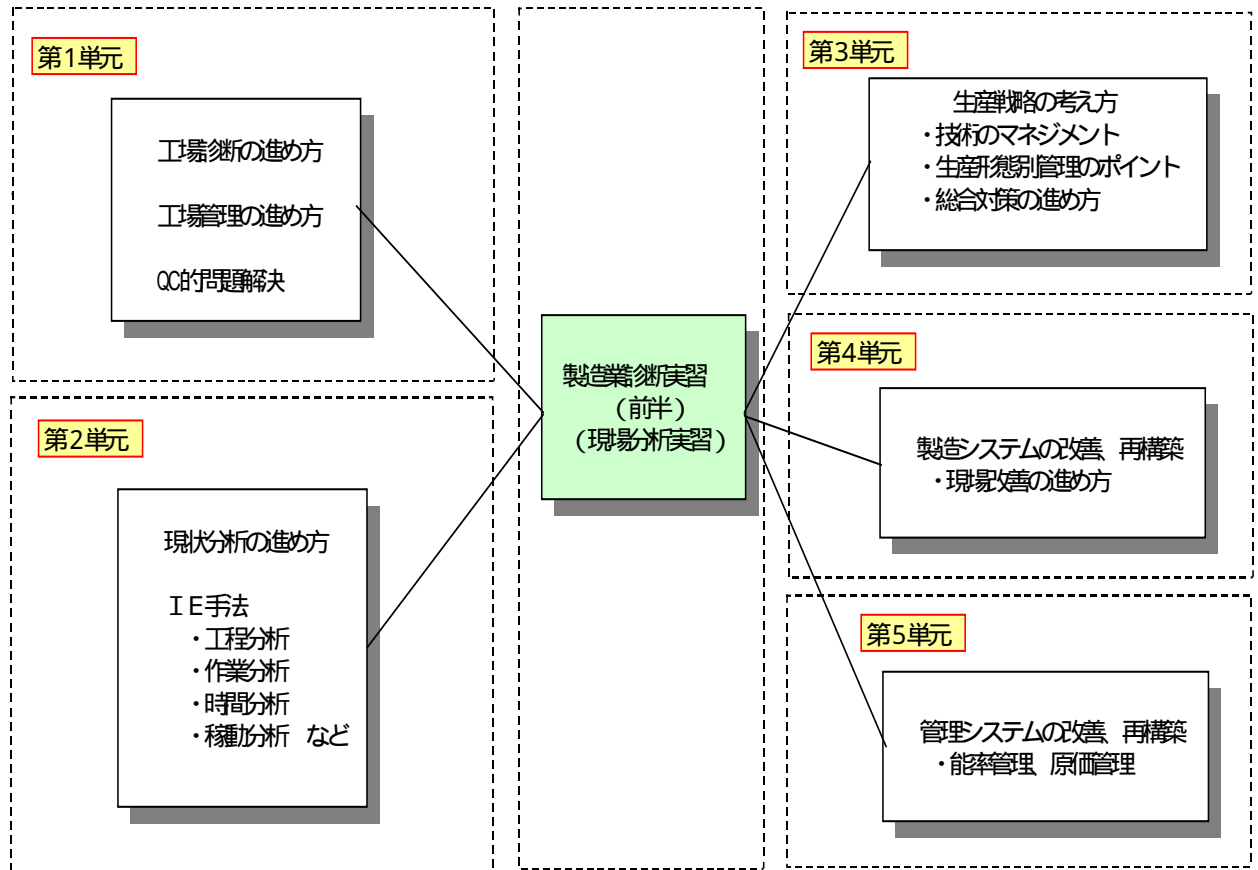 第1単元
工場診断の進め方
工場管理の進め方
QC的問題解決
第2単元
現状分析の進め方
IE手法
・工程分析
・作業分析
・時間分析
・稼動分析 など
製造業診断実習
(前半)
(現場分析実習)
第3単元
生産戦略の考え方
・技術のマネジメント
・生産形態別管理のポイント
・総合対策の進め方
第4単元
製造システムの改善、再構築
・現場改善の進め方
第5単元
管理システムの改善、再構築
・能率管理、原価管理